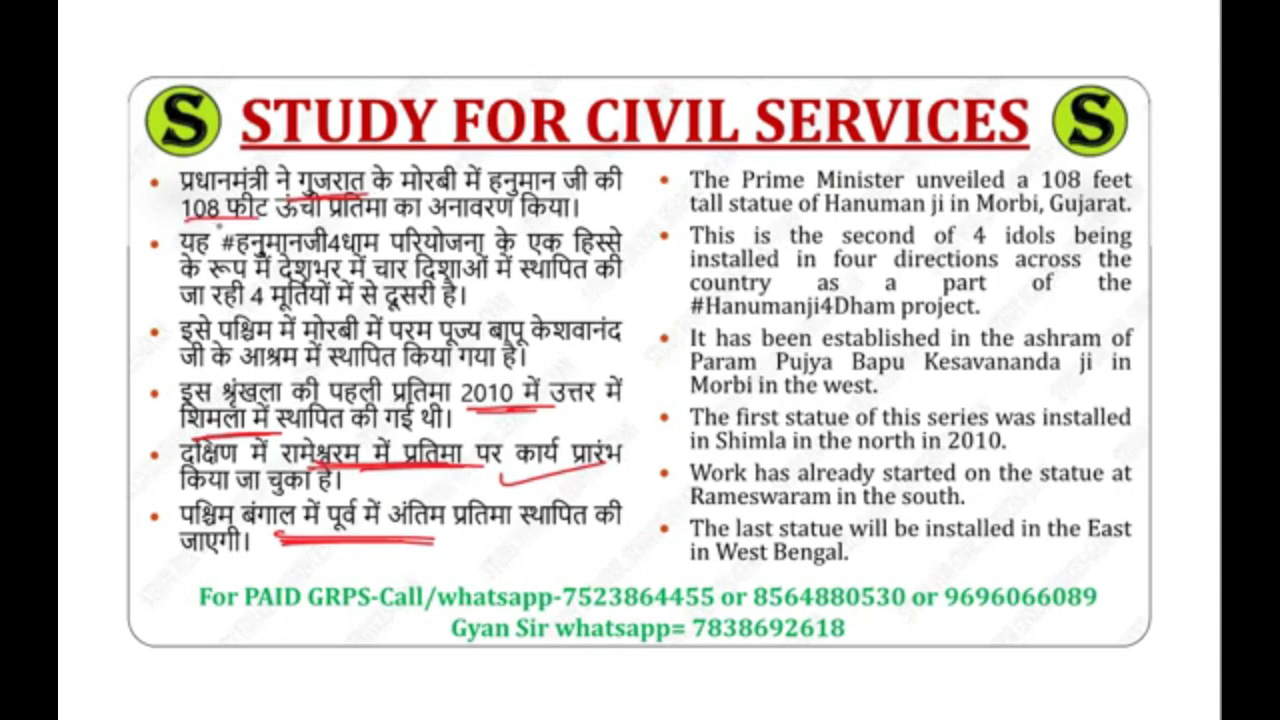 S STUDY FOR CIVIL SERVICES S
• प्रधानमंत्री ने गुजरात के मोरबी में हनुमान जी की
108 फीट ऊंची प्रतिमा का अनावरण किया।
• यह #हनुमानजी4धाम परियोजना के एक हिस्से
के रूप में देशभर में चार दिशाओं में स्थापित की
जा रही 4 मूर्तियों में से दूसरी है।
• इसे पश्चिम में मोरबी में परम पूज्य बापू केशवानंद
जी के आश्रम में स्थापित किया गया है।
• इस श्रृंखला की पहली प्रतिमा 2010 में उत्तर में
शिमला में स्थापित की गई थी।
• दक्षिण में रामेश्वरम में प्रतिमा पर कार्य प्रारंभ
किया जा चुका है।
• पश्चिम बंगाल में पूर्व में अंतिम प्रतिमा स्थापित की
जाएगी।
• The Prime Minister unveiled a 108 feet
tall statue of Hanuman ji in Morbi, Gujarat.
• This is the second of 4 idols being
installed in four directions across the
country as a part of the
#Hanumanji4Dham project.
• It has been established in the ashram of
Param Pujya Bapu Kesavananda ji in
Morbi in the west.
• The first statue of this series was installed
in Shimla in the north in 2010.
• Work has already started on the statue at
Rameswaram in the south.
• The last statue will be installed in the East
in West Bengal.
For PAID GRPS-Call/whatsapp-7523864455 or 8564880530 or 9696066089
Gyan Sir whatsapp= 7838692618